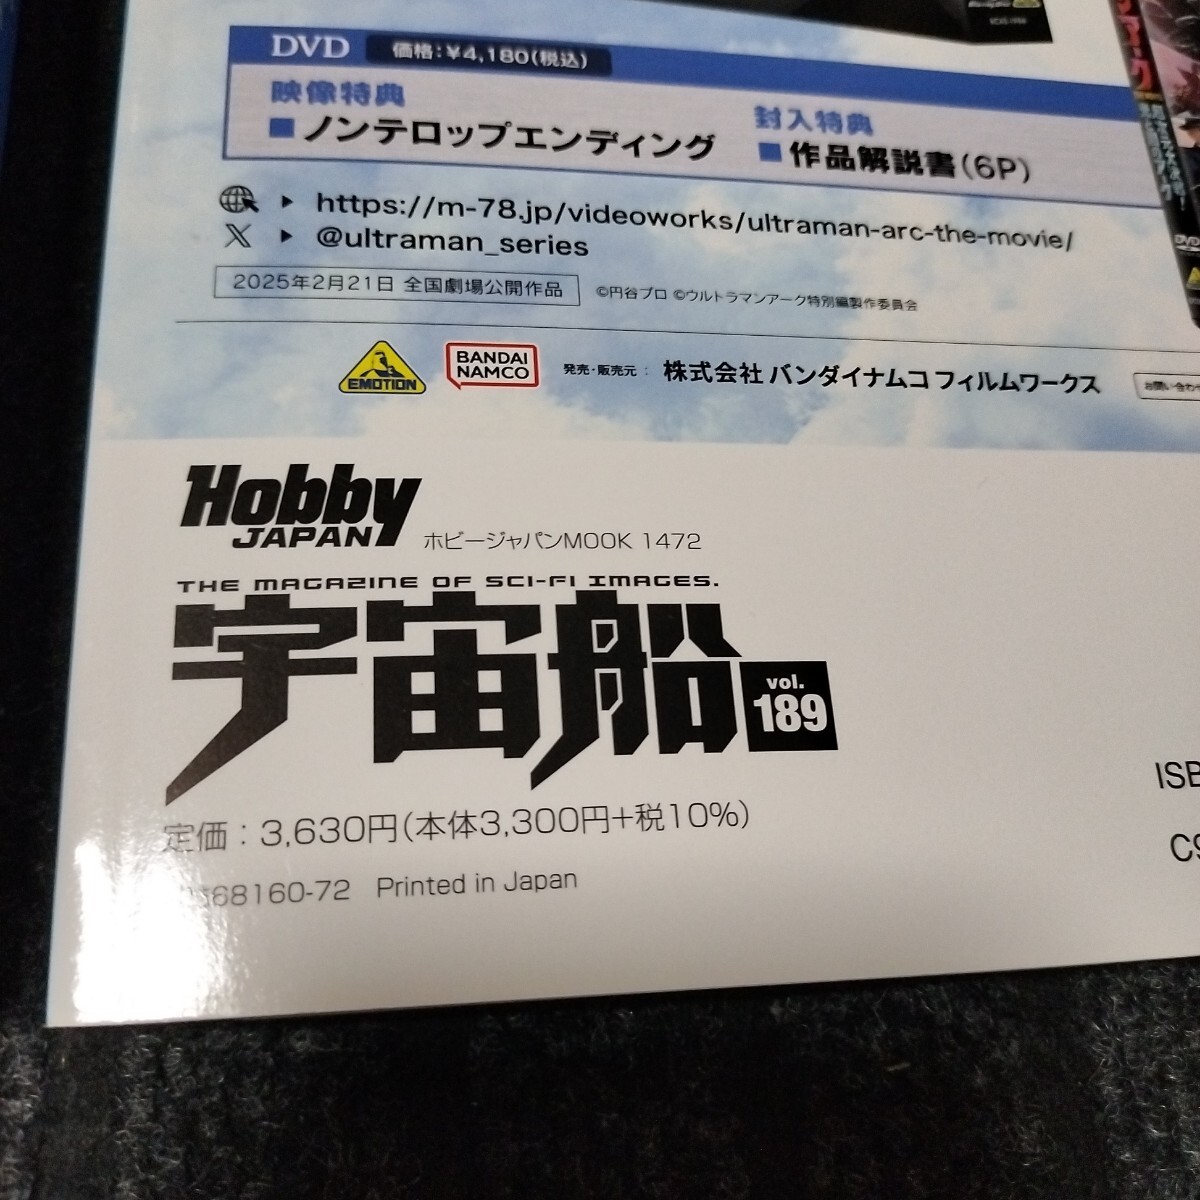 DVD 価格:¥4,180(税込)
映像特典
■ノンテロップエンディング
封入特典
■作品解説書(6P)
https://m-78.jp/videoworks/ultraman-arc-the-movie/
X @ultraman_series
2025年2月21日 全国劇場公開作品 ©円谷プロ ©ウルトラマンアーク特別編製作委員会
EMOTION
BANDAI
NAMCO
発売・販売元: 株式会社 バンダイナムコ フィルムワークス
お問い合わせ
Hobby
JAPAN
ホビージャパンMOOK 1472
THE MAGAZINE OF SCI-FI IMAGES.
宇宙船
vol.
189
定価:3,630円(本体3,300円+税10%)
68160-72 Printed in Japan
ISB
C9